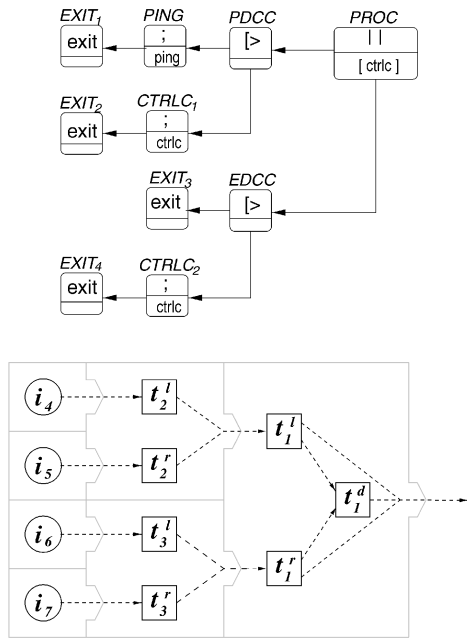 EXIT1 PING PDCC PROC
exit ; [> ||
ping [ ctrlc ]
EXIT2 CTRLC1
exit ;
ctrlc
EXIT3 EDCC
exit [>
EXIT4 CTRLC2
exit ;
ctrlc
i4 t2l
t1l
i5 t2r
t1d
i6 t3l
t1r
i7 t3r